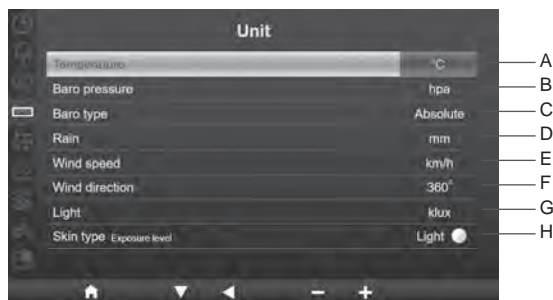 Unit
Temperature °C A
Baro pressure hpa B
Baro type Absolute C
Rain mm D
Wind speed km/h E
Wind direction 360° F
Light klux G
Skin type Exposure level Light H